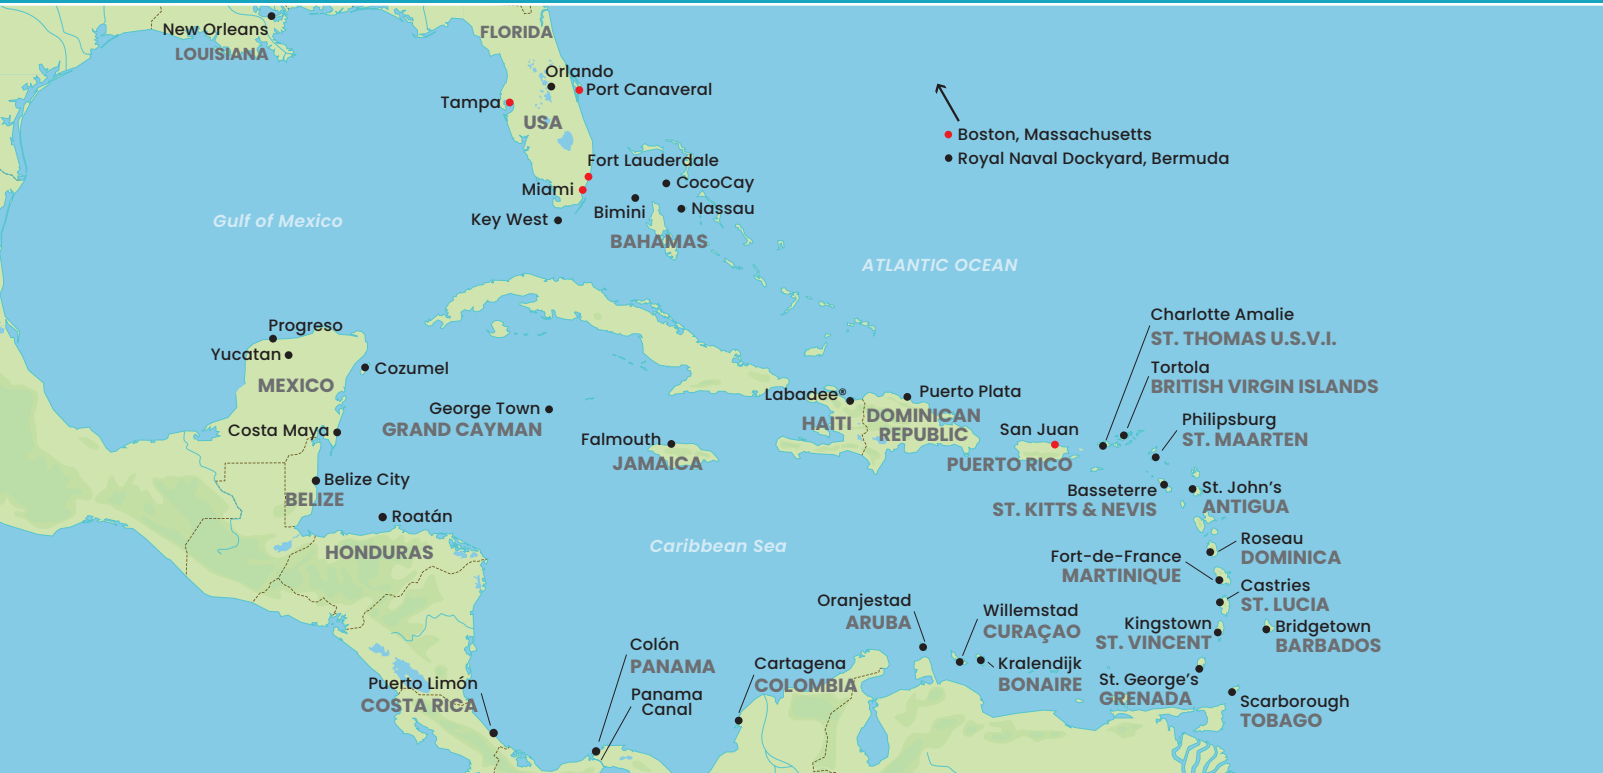 New Orleans
LOUISIANA
FLORIDA
Orlando
Port Canaveral
Tampa
USA
Boston, Massachusetts
Royal Naval Dockyard, Bermuda
Fort Lauderdale
CocoCay
Miami
Bimini
Nassau
Key West
BAHAMAS
Gulf of Mexico
ATLANTIC OCEAN
Charlotte Amalie
ST. THOMAS U.S.V.I.
Tortola
BRITISH VIRGIN ISLANDS
Progreso
Yucatan
Cozumel
MEXICO
George Town
GRAND CAYMAN
Costa Maya
Labadee®
HAITI
Puerto Plata
DOMINICAN
REPUBLIC
Falmouth
JAMAICA
San Juan
PUERTO RICO
Philipsburg
ST. MAARTEN
Belize City
BELIZE
Basseterre
ST. KITTS & NEVIS
St. John's
ANTIGUA
Roatán
HONDURAS
Caribbean Sea
Roseau
DOMINICA
Fort-de-France
MARTINIQUE
Castries
ST. LUCIA
Oranjestad
ARUBA
Willemstad
CURAÇAO
Kingstown
ST. VINCENT
Bridgetown
BARBADOS
Colón
PANAMA
Cartagena
COLOMBIA
Kralendijk
BONAIRE
St. George's
GRENADA
Puerto Limón
COSTA RICA
Panama
Canal
Scarborough
TOBAGO